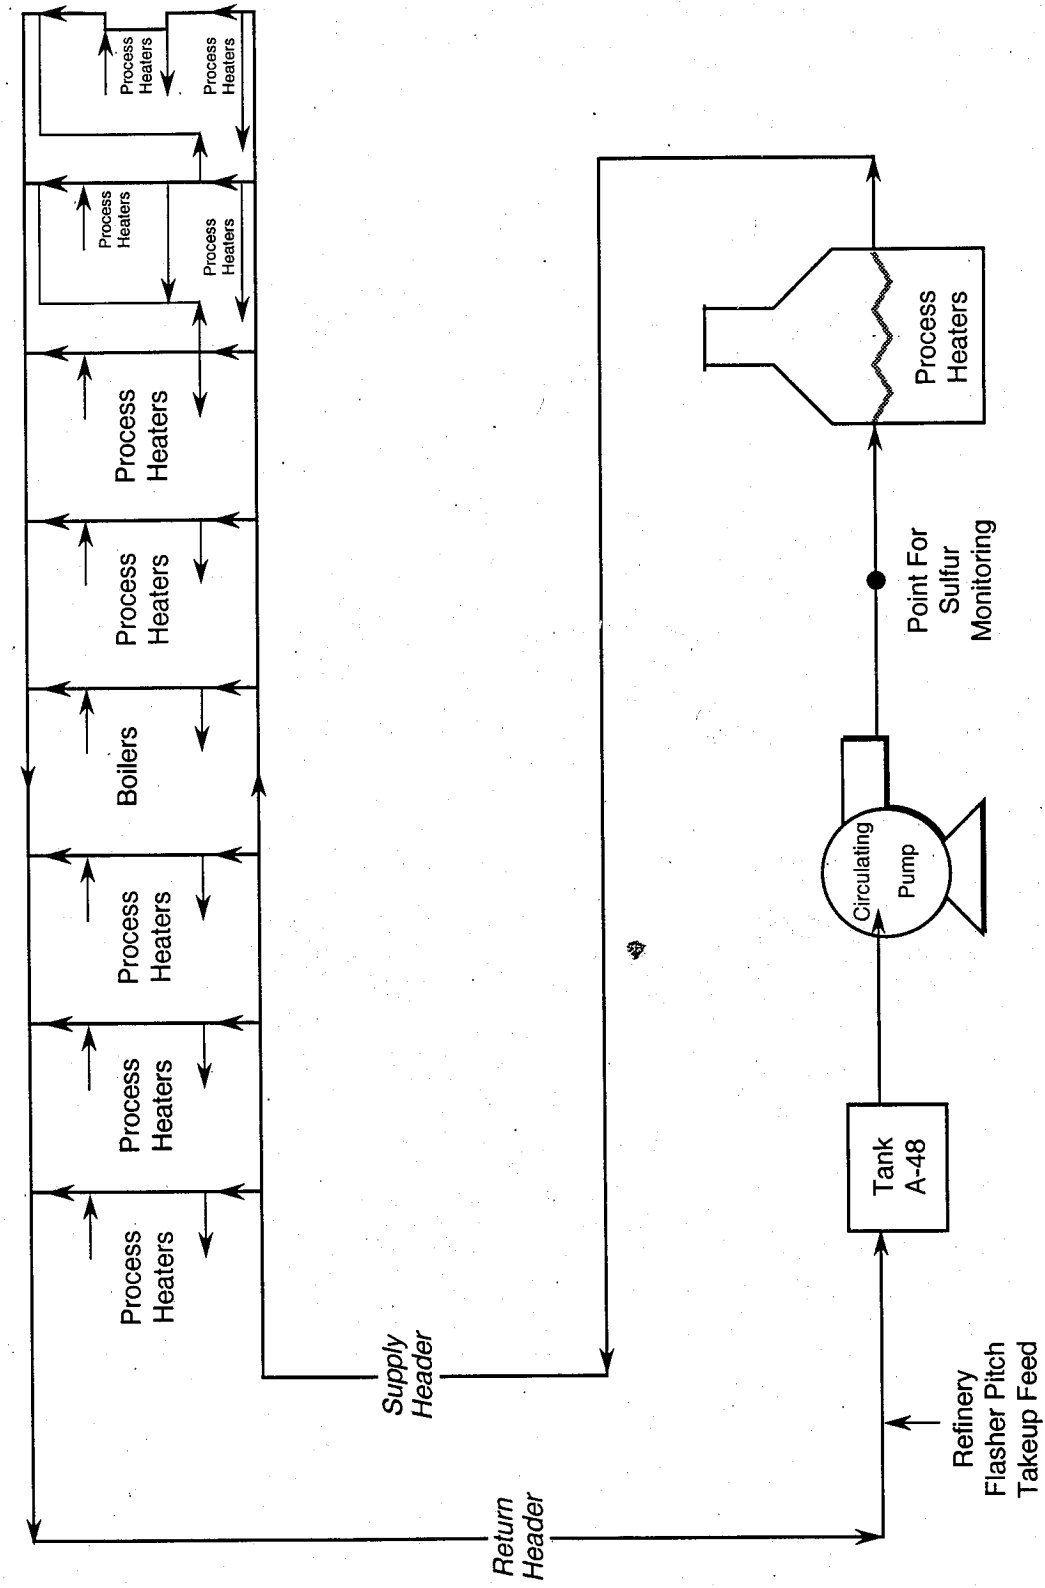 Process
Heaters
Process
Heaters
Process
Heaters
Boilers
Process
Heaters
Process
Heaters
Process
Heaters
Process
Heaters
Process
Heaters
Process
Heaters
Supply
Header
Return
Header
Refinery
Flasher Pitch
Takeup Feed
Tank
A-48
Circulating
Pump
Point For
Sulfur
Monitoring
Process
Heaters